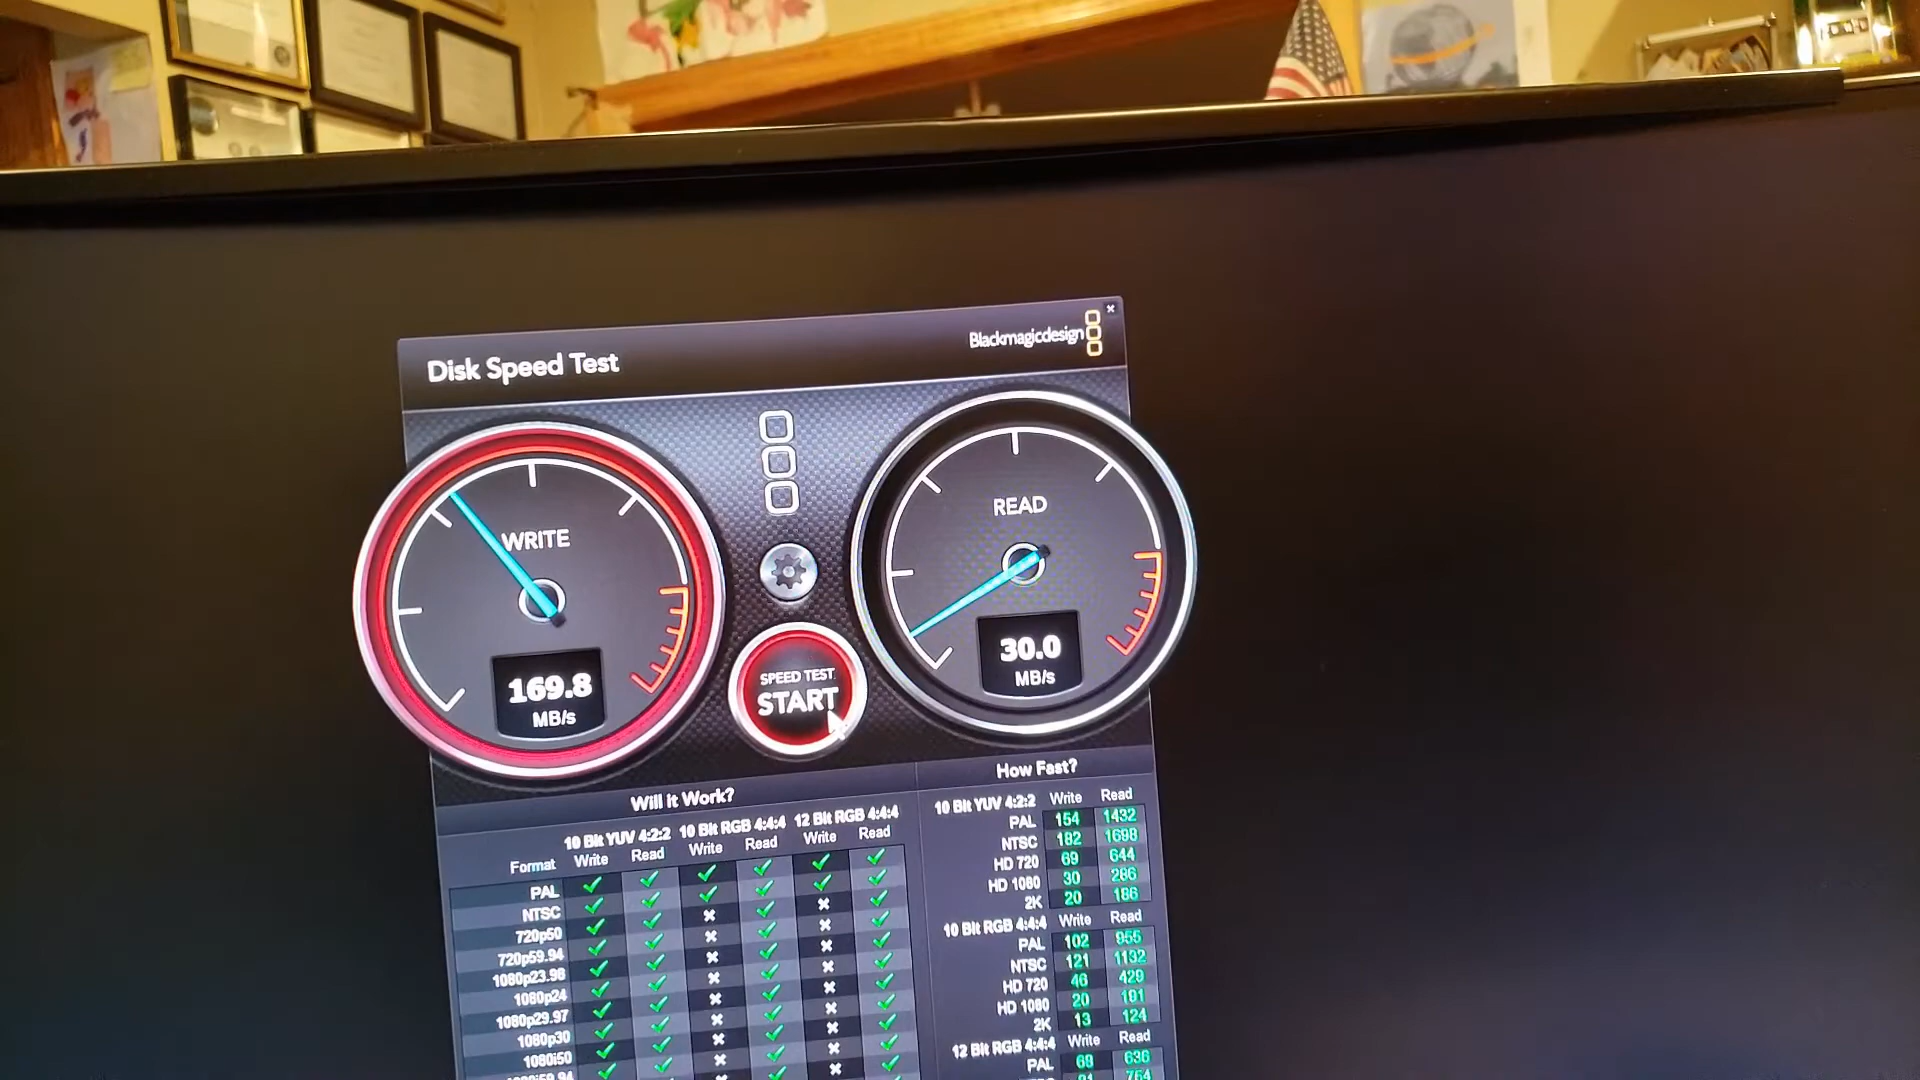 Disk Speed Test
Blackmagicdesign
WRITE
169.8
MB/s
SPEED TEST
START
READ
30.0
MB/s
Will it Work?
10 Bit YUV 4:2:2 10 Bit RGB 4:4:4 12 Bit RGB 4:4:4
Format Write Read Write Read Write Read
PAL
NTSC
720p50
720p59.94
1080p23.98
1080p24
1080p29.97
1080p30
1080i50
1080i59.94
How Fast?
10 Bit YUV 4:2:2 Write Read
PAL 154 1432
NTSC 182 1698
HD 720 69 644
HD 1080 30 286
2K 20 186
10 Bit RGB 4:4:4 Write Read
PAL 102 955
NTSC 121 1132
HD 720 46 429
HD 1080 20 191
2K 13 124
12 Bit RGB 4:4:4 Write Read
PAL 68 636